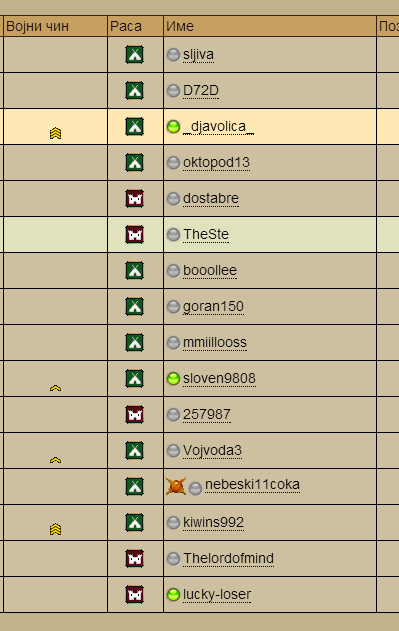 Војни чин Раса Име Поз
sljiva
D72D
_djavolica_
oktopod13
dostabre
TheSte
booollee
goran150
mmiillooss
sloven9808
257987
Vojvoda3
nebeski11coka
kiwins992
Thelordofmind
lucky-loser